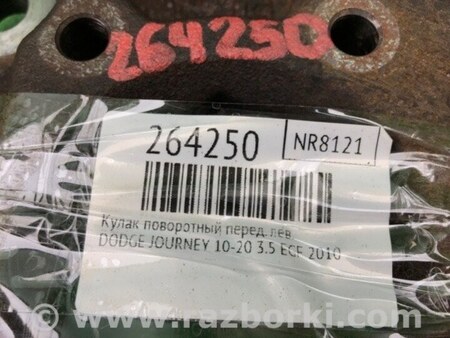 264250
264250
NR8121
Кулак поворотный перед лев
DODGE JOURNEY 10-20 3.5 ECF 2010
www.razborki.com